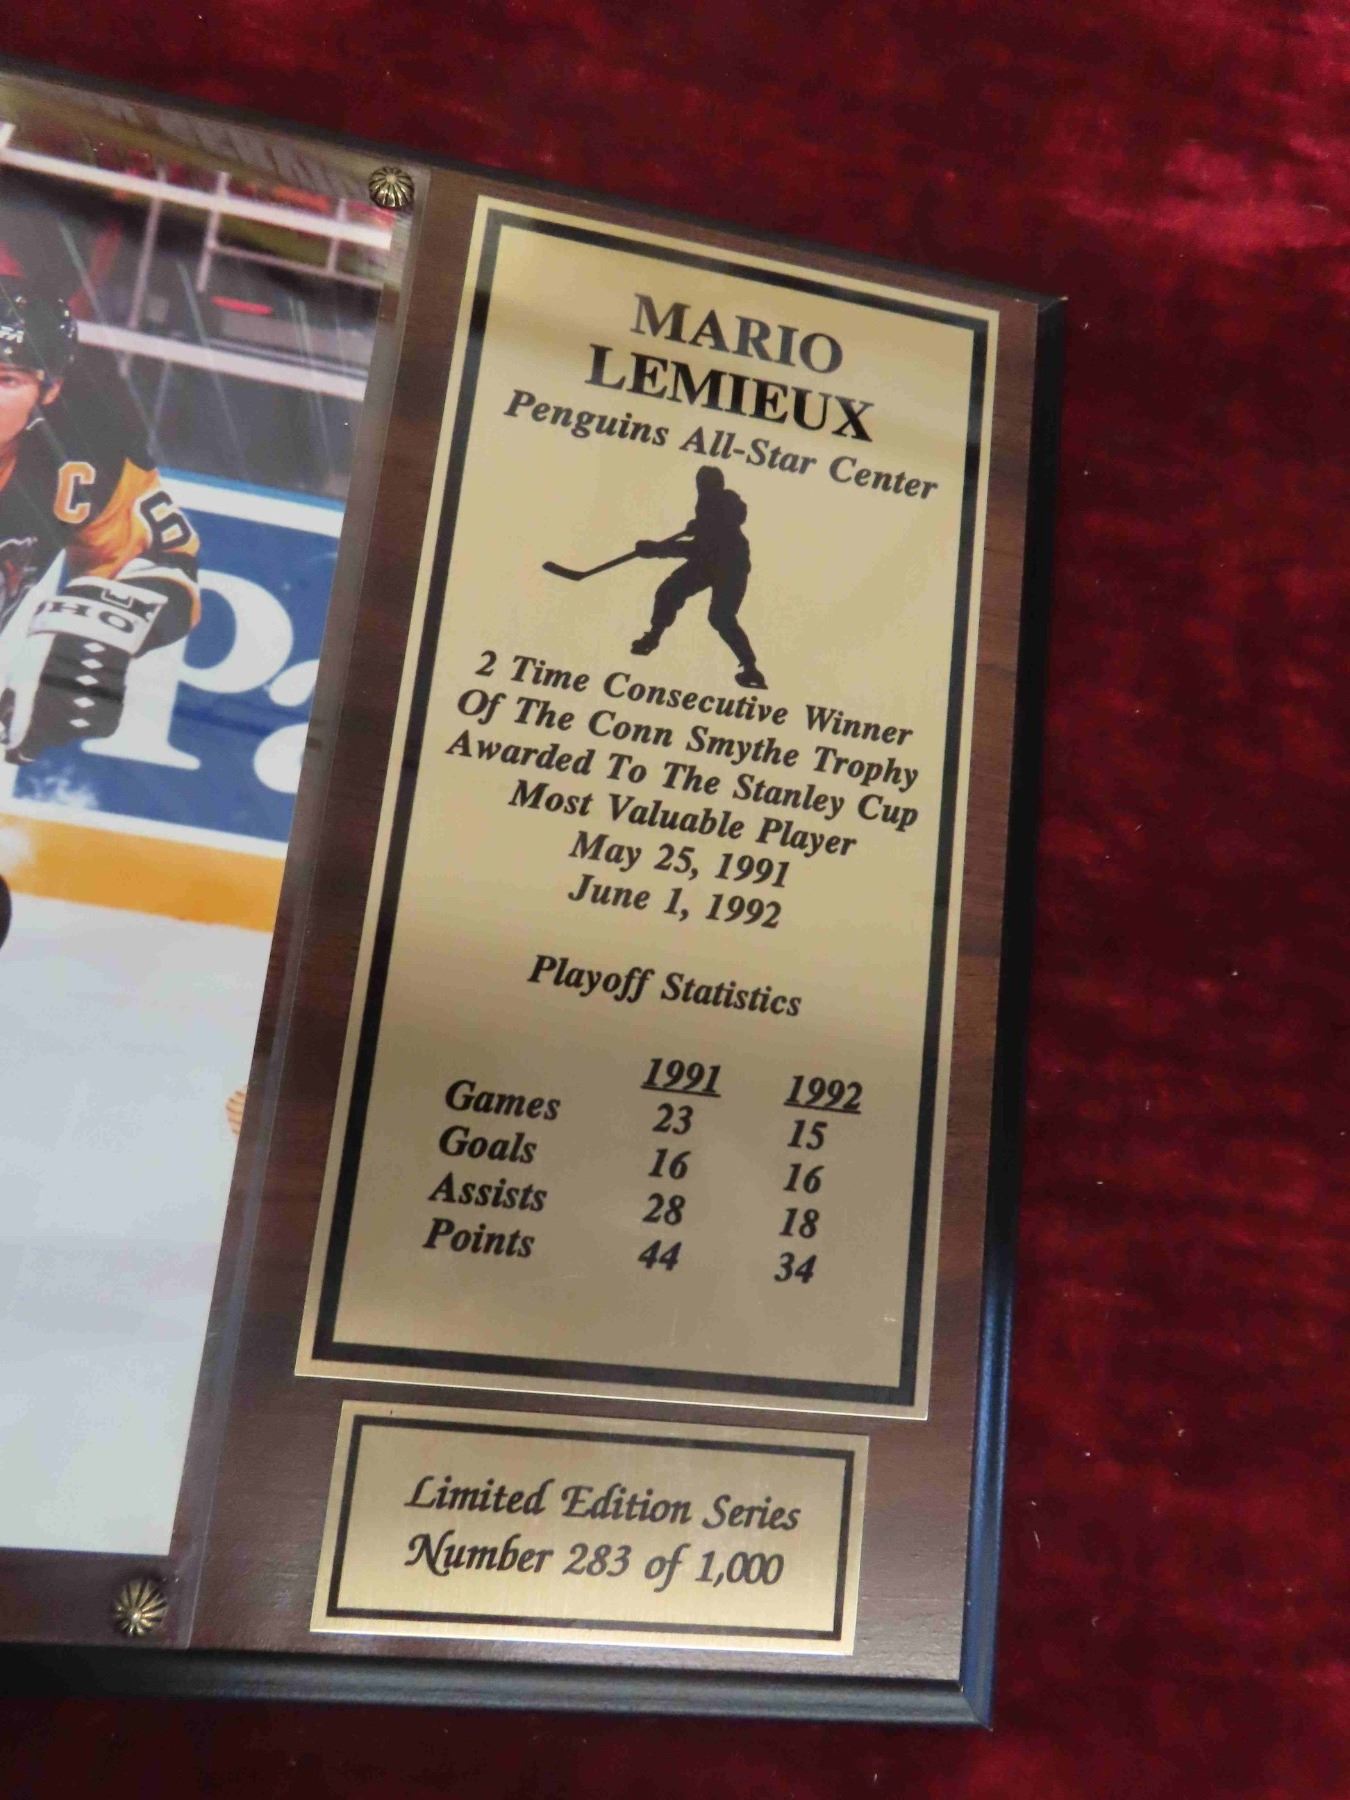 MARIO
LEMIEUX
Penguins All-Star Center
2 Time Consecutive Winner
Of The Conn Smythe Trophy
Awarded To The Stanley Cup
Most Valuable Player
May 25, 1991
June 1, 1992
Playoff Statistics
1991 1992
Games 23 15
Goals 16 16
Assists 28 18
Points 44 34
Limited Edition Series
Number 283 of 1,000
C
6